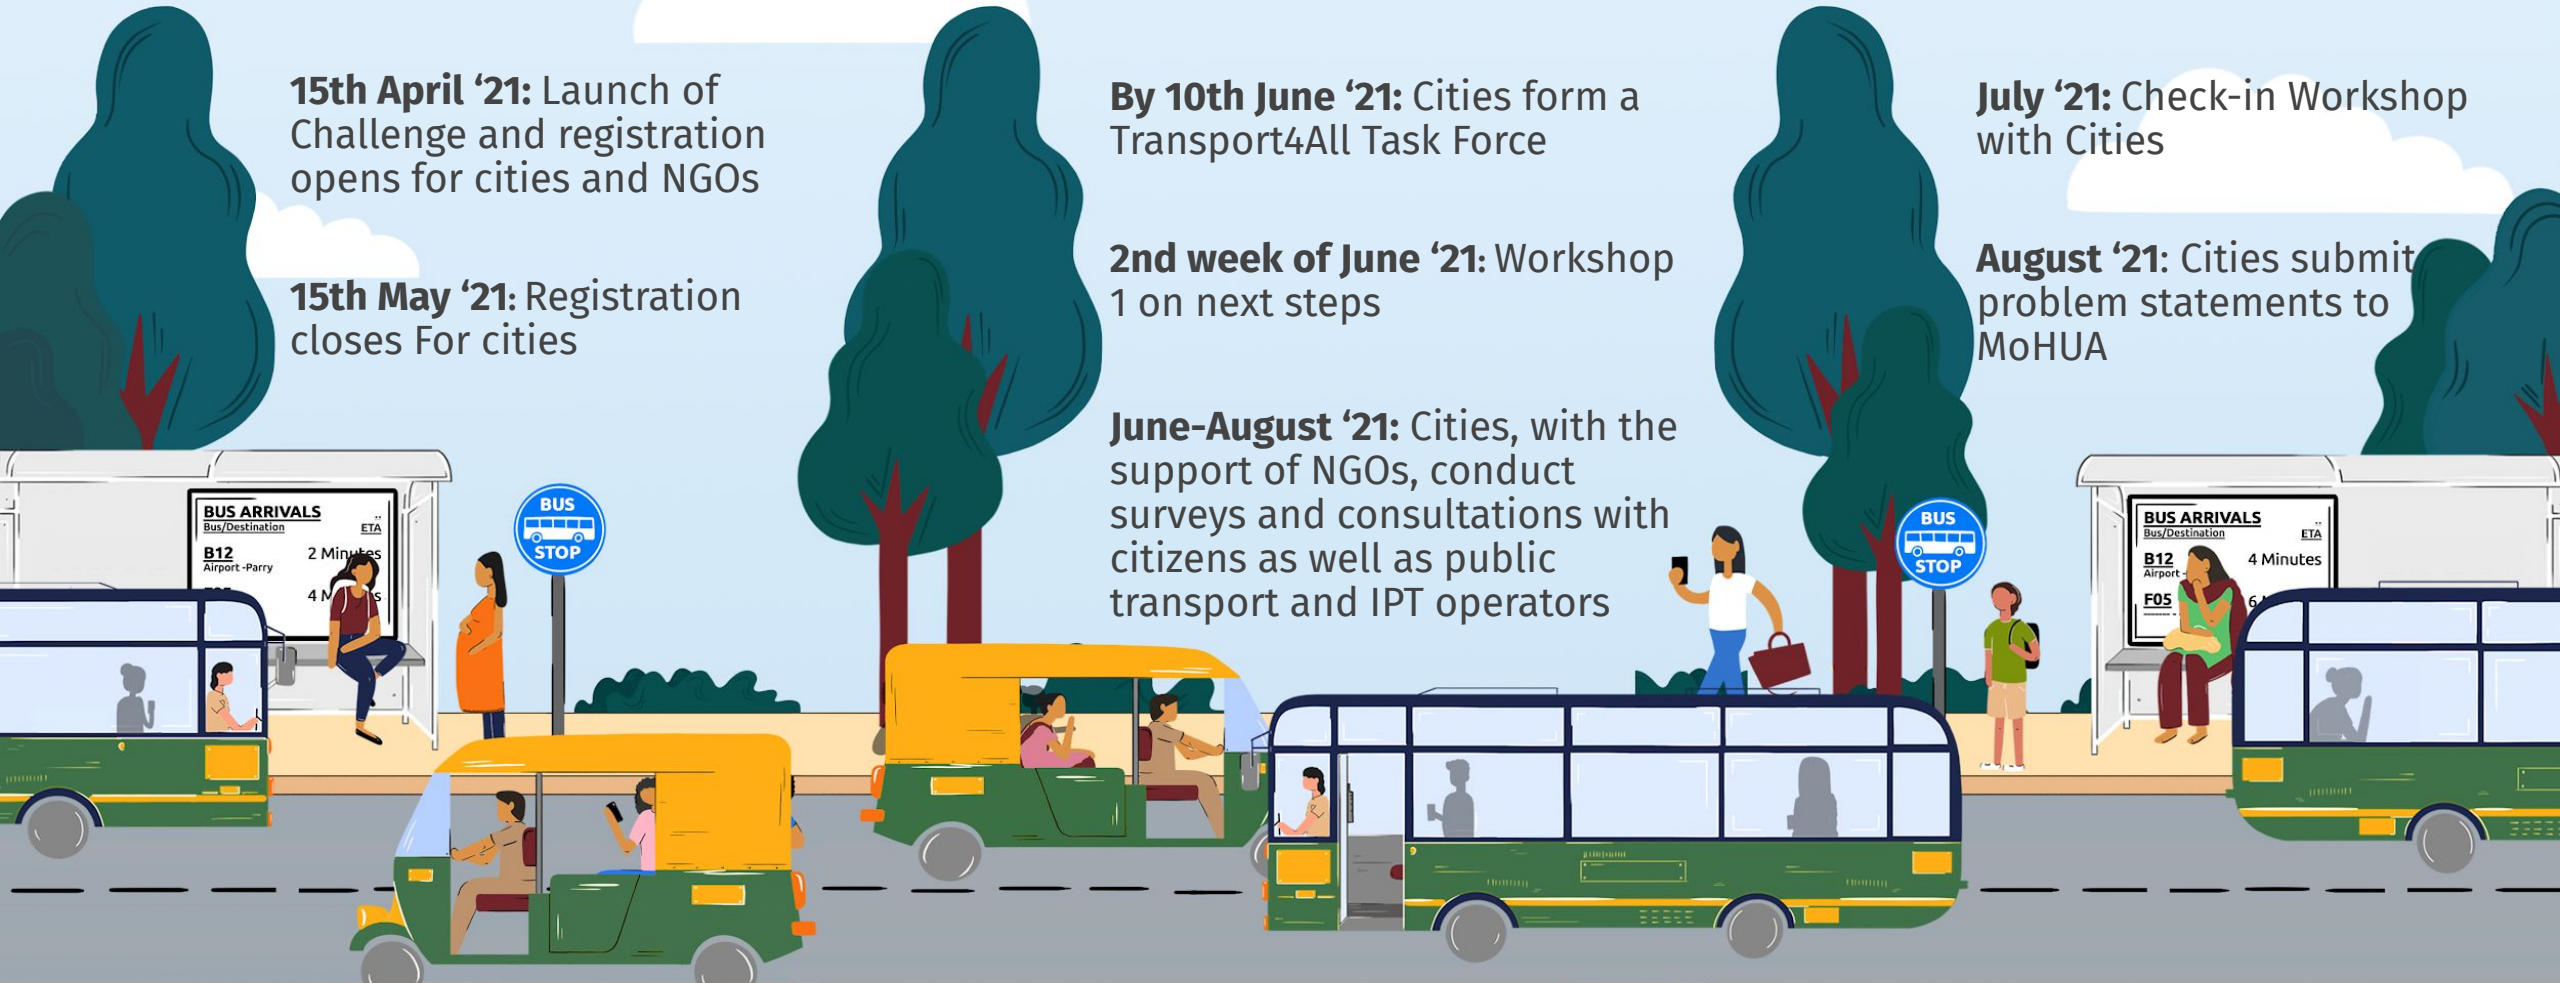 15th April ‘21: Launch of
Challenge and registration
opens for cities and NGOs
15th May ‘21: Registration
closes For cities
By 10th June ‘21: Cities form a
Transport4All Task Force
2nd week of June ‘21: Workshop
1 on next steps
June-August ‘21: Cities, with the
support of NGOs, conduct
surveys and consultations with
citizens as well as public
transport and IPT operators
July ‘21: Check-in Workshop
with Cities
August ‘21: Cities submit
problem statements to
MoHUA
BUS ARRIVALS
Bus/Destination ETA
B12 2 Minutes
Airport -Parry
4
BUS
STOP
BUS
STOP
BUS ARRIVALS
Bus/Destination ETA
B12 4 Minutes
Airport -
F05 6